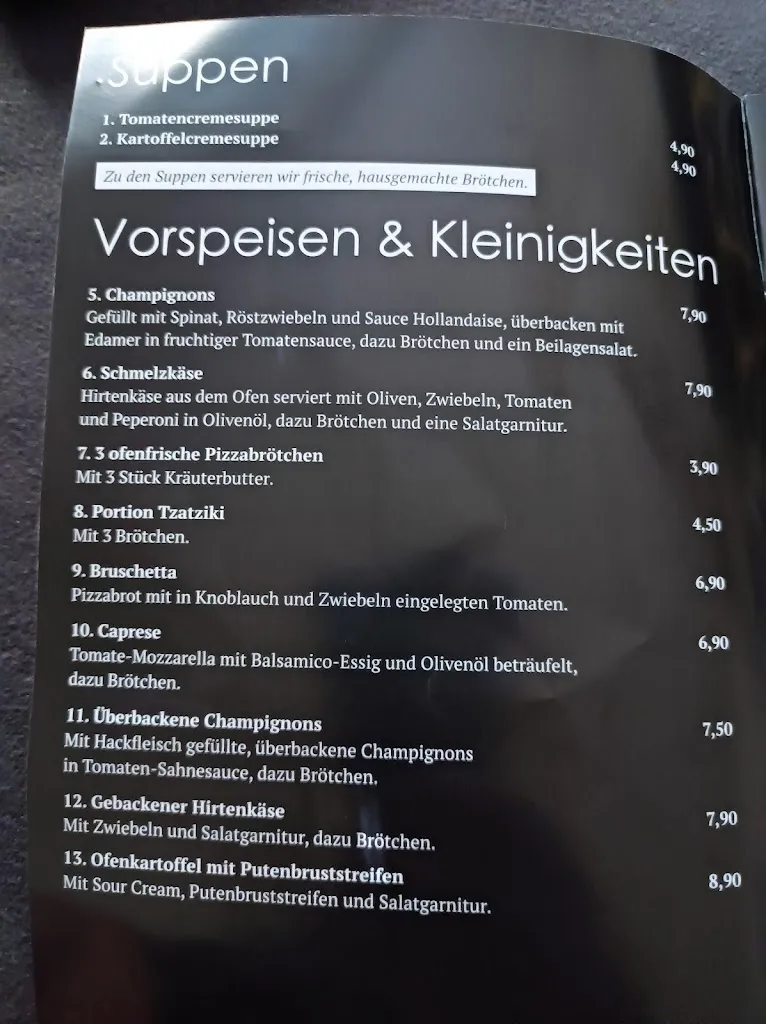 .Suppen
1. Tomatencremesuppe 4,90
2. Kartoffelcremesuppe 4,90
Zu den Suppen servieren wir frische, hausgemachte Brötchen.
Vorspeisen & Kleinigkeiten
5. Champignons 7,90
Gefüllt mit Spinat, Röstzwiebeln und Sauce Hollandaise, überbacken mit
Edamer in fruchtiger Tomatensauce, dazu Brötchen und ein Beilagensalat.
6. Schmelzkäse 7,90
Hirtenkäse aus dem Ofen serviert mit Oliven, Zwiebeln, Tomaten
und Peperoni in Olivenöl, dazu Brötchen und eine Salatgarnitur.
7. 3 ofenfrische Pizzabrötchen 3,90
Mit 3 Stück Kräuterbutter.
8. Portion Tzatziki 4,50
Mit 3 Brötchen.
9. Bruschetta 6,90
Pizzabrot mit in Knoblauch und Zwiebeln eingelegten Tomaten.
10. Caprese 6,90
Tomate-Mozzarella mit Balsamico-Essig und Olivenöl beträufelt,
dazu Brötchen.
11. Überbackene Champignons 7,50
Mit Hackfleisch gefüllte, überbackene Champignons
in Tomaten-Sahnesauce, dazu Brötchen.
12. Gebackener Hirtenkäse 7,90
Mit Zwiebeln und Salatgarnitur, dazu Brötchen.
13. Ofenkartoffel mit Putenbruststreifen 8,90
Mit Sour Cream, Putenbruststreifen und Salatgarnitur.